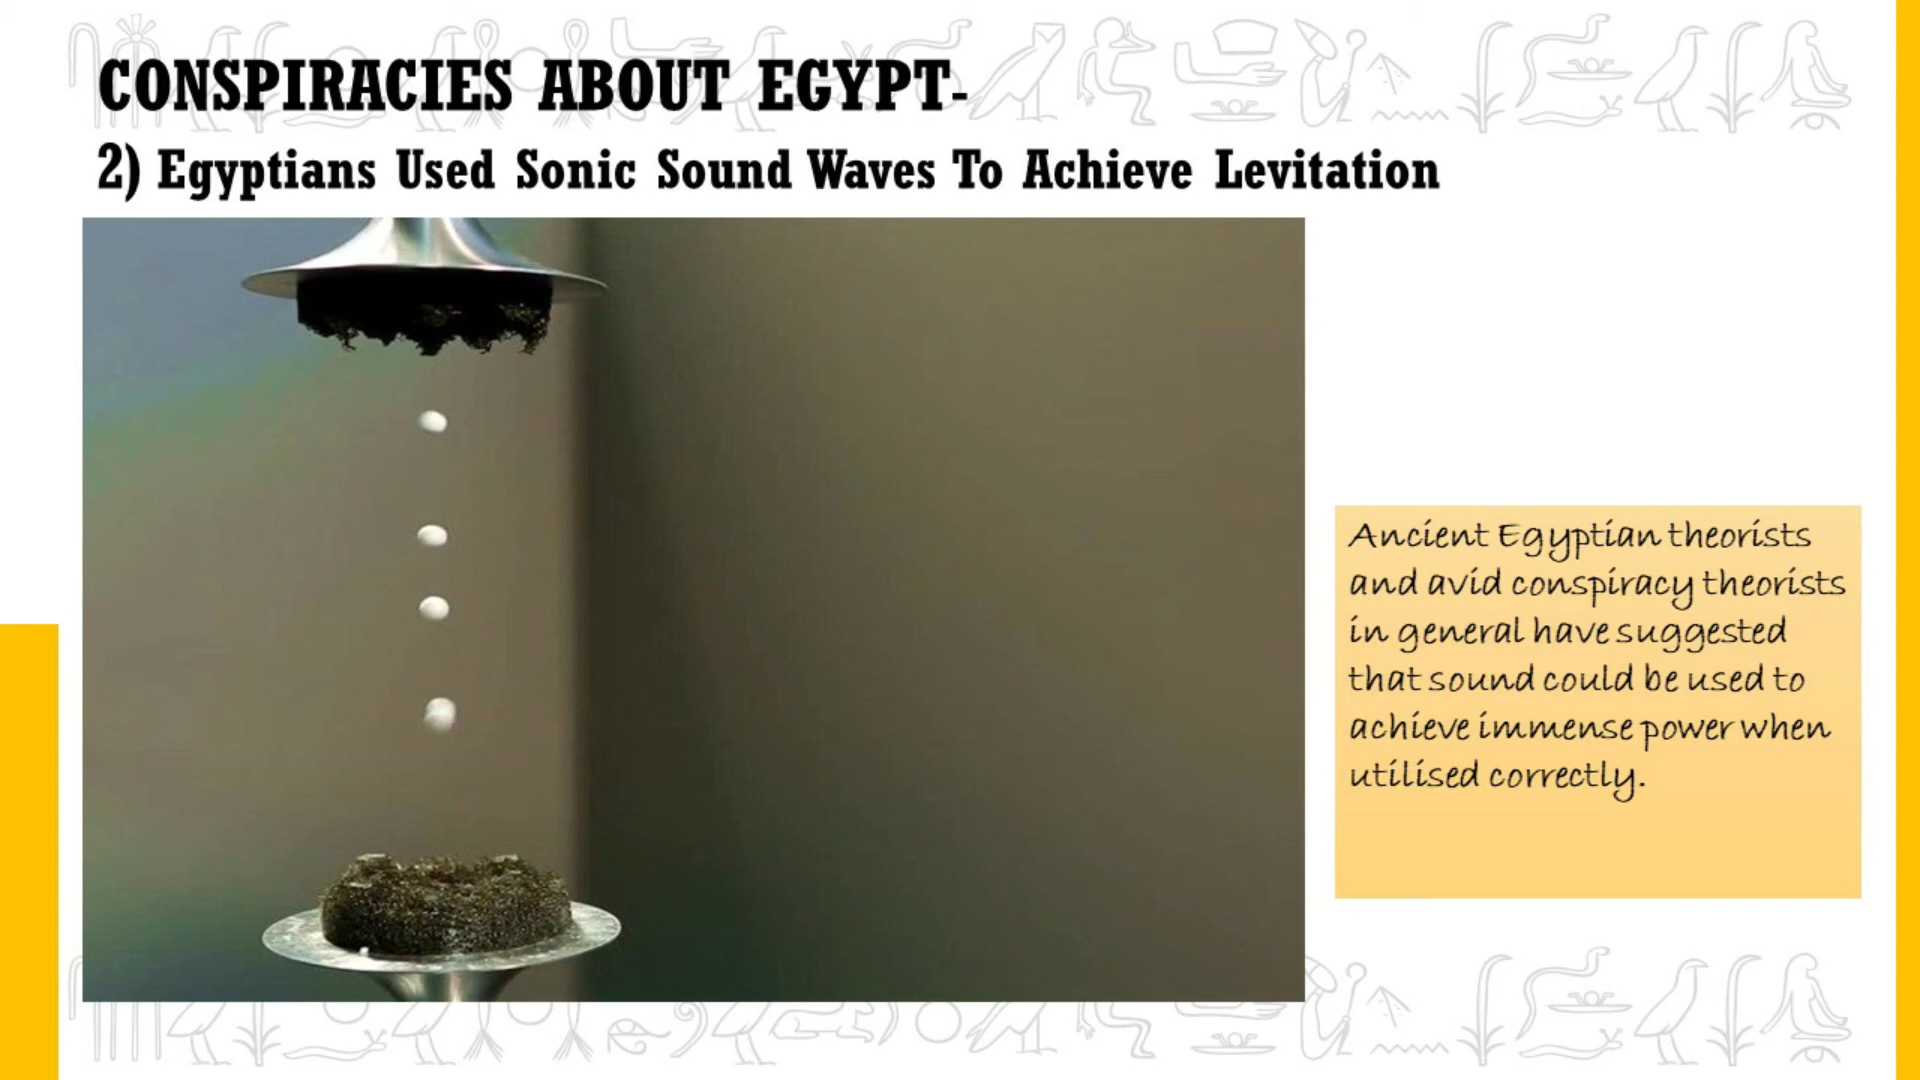 CONSPIRACIES ABOUT EGYPT-
2) Egyptians Used Sonic Sound Waves To Achieve Levitation
Ancient Egyptian theorists
and avid conspiracy theorists
in general have suggested
that sound could be used to
achieve immense power when
utilised correctly.